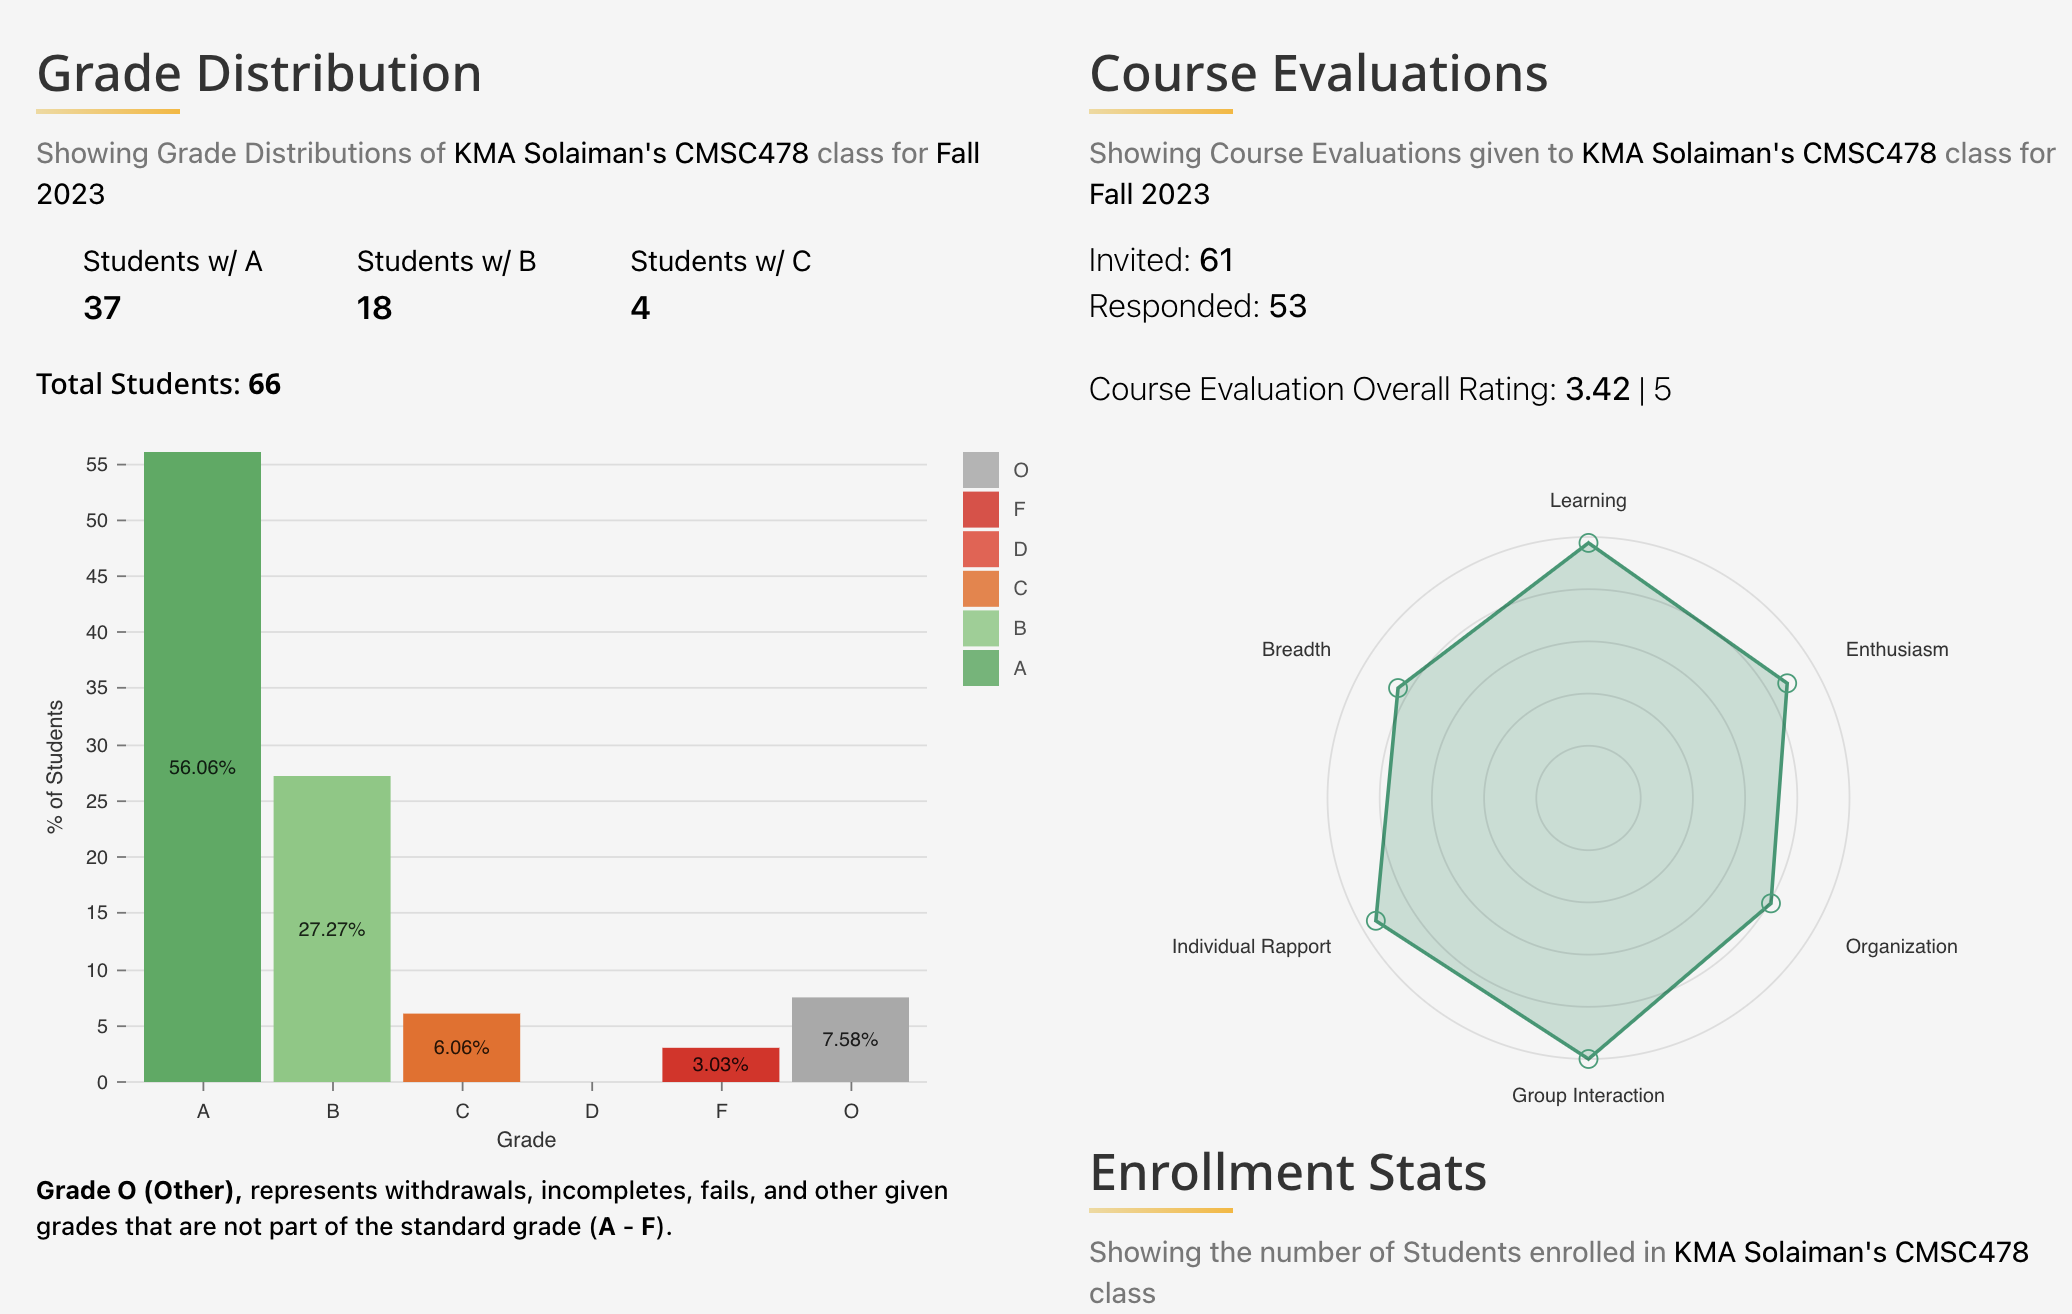 Grade Distribution
Showing Grade Distributions of KMA Solaiman's CMSC478 class for Fall
2023
Students w/ A
37
Students w/ B
18
Students w/ C
4
Total Students: 66
55
50
45
40
35
30
25
20
15
10
5
0
% of Students
56.06%
27.27%
6.06%
3.03%
7.58%
A
B
C
D
F
O
Grade
O
F
D
C
B
A
Grade O (Other), represents withdrawals, incompletes, fails, and other given
grades that are not part of the standard grade (A - F).
Course Evaluations
Showing Course Evaluations given to KMA Solaiman's CMSC478 class for
Fall 2023
Invited: 61
Responded: 53
Course Evaluation Overall Rating: 3.42 | 5
Learning
Enthusiasm
Organization
Group Interaction
Individual Rapport
Breadth
Enrollment Stats
Showing the number of Students enrolled in KMA Solaiman's CMSC478
class